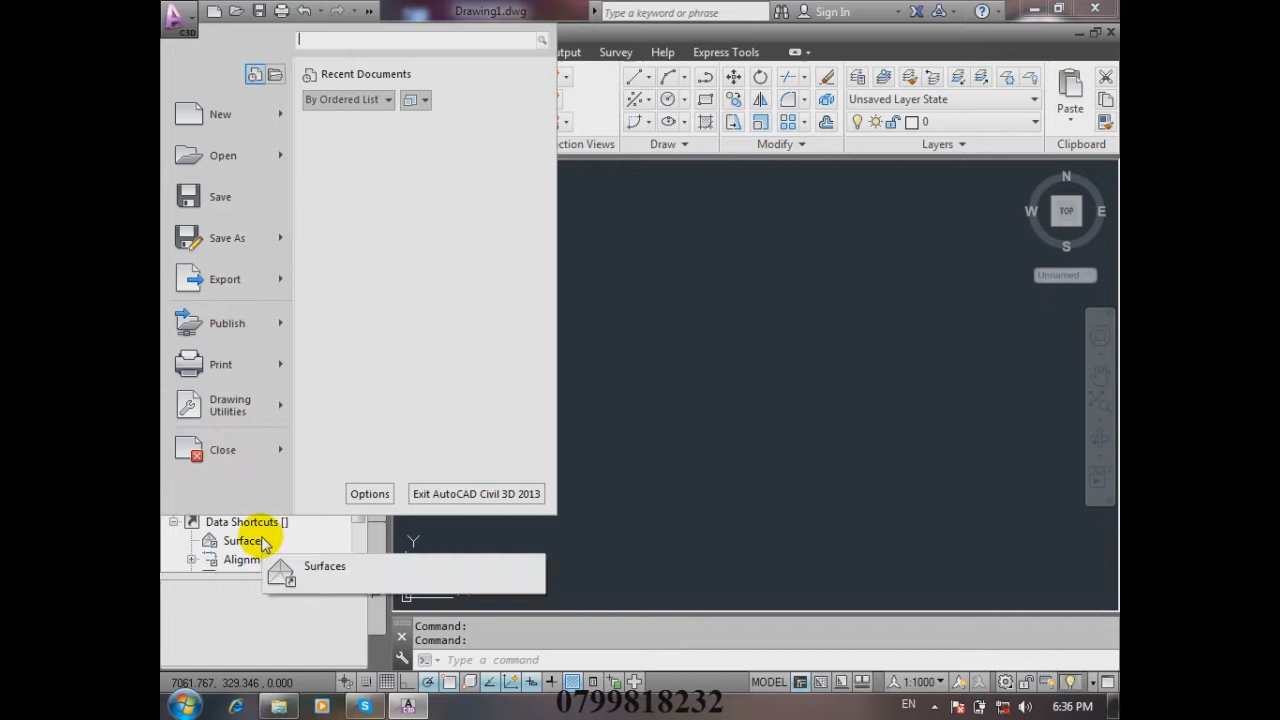 Drawing1.dwg
Type a keyword or phrase
Sign In
C3D
Output
Survey
Help
Express Tools
Recent Documents
By Ordered List
New
Open
Save
Save As
Export
Publish
Print
Drawing
Utilities
Close
Options
Exit AutoCAD Civil 3D 2013
Unsaved Layer State
0
Paste
Draw
Modify
Layers
Clipboard
N
W
TOP
E
S
Unnamed
Data Shortcuts []
Surfaces
Surfaces
Y
Command:
Command:
Type a command
7061.767, 329.346, 0.000
MODEL
1:1000
0799818232
EN
6:36 PM